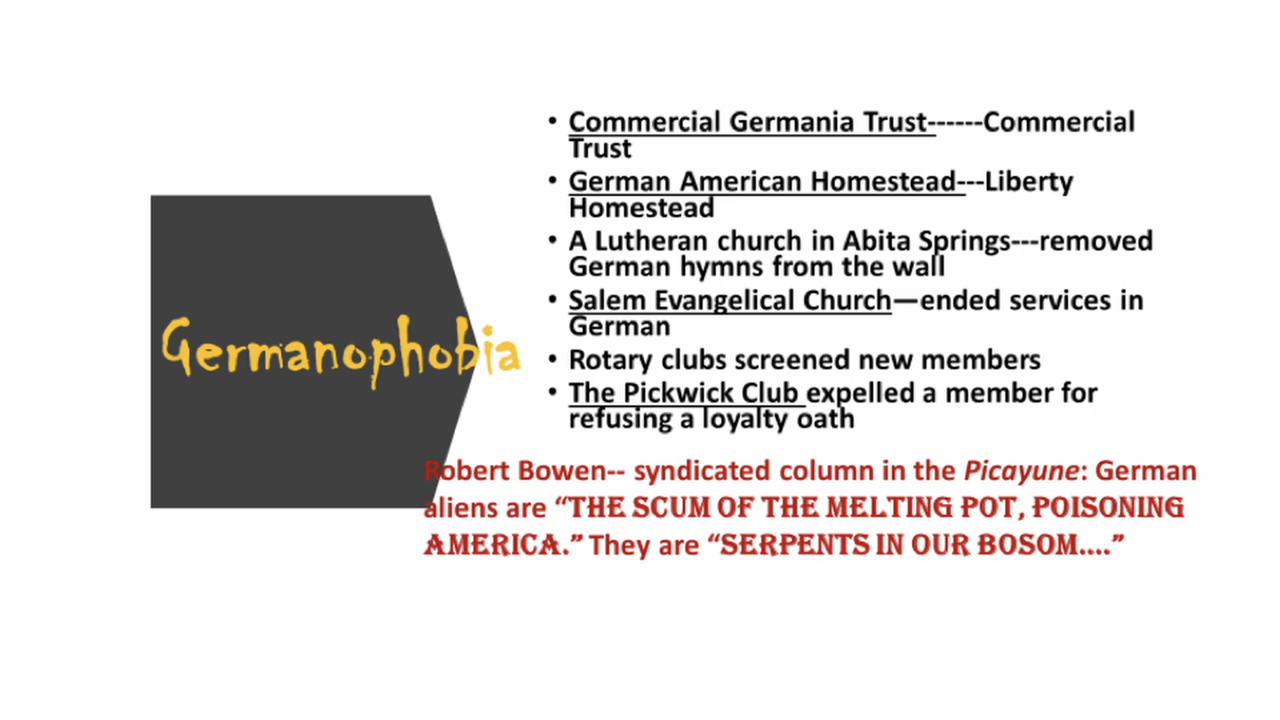 Germanophobia
• Commercial Germania Trust------Commercial
Trust
• German American Homestead---Liberty
Homestead
• A Lutheran church in Abita Springs---removed
German hymns from the wall
• Salem Evangelical Church—ended services in
German
• Rotary clubs screened new members
• The Pickwick Club expelled a member for
refusing a loyalty oath
Robert Bowen-- syndicated column in the Picayune: German
aliens are “THE SCUM OF THE MELTING POT, POISONING
AMERICA.” They are “SERPENTS IN OUR BOSOM....”